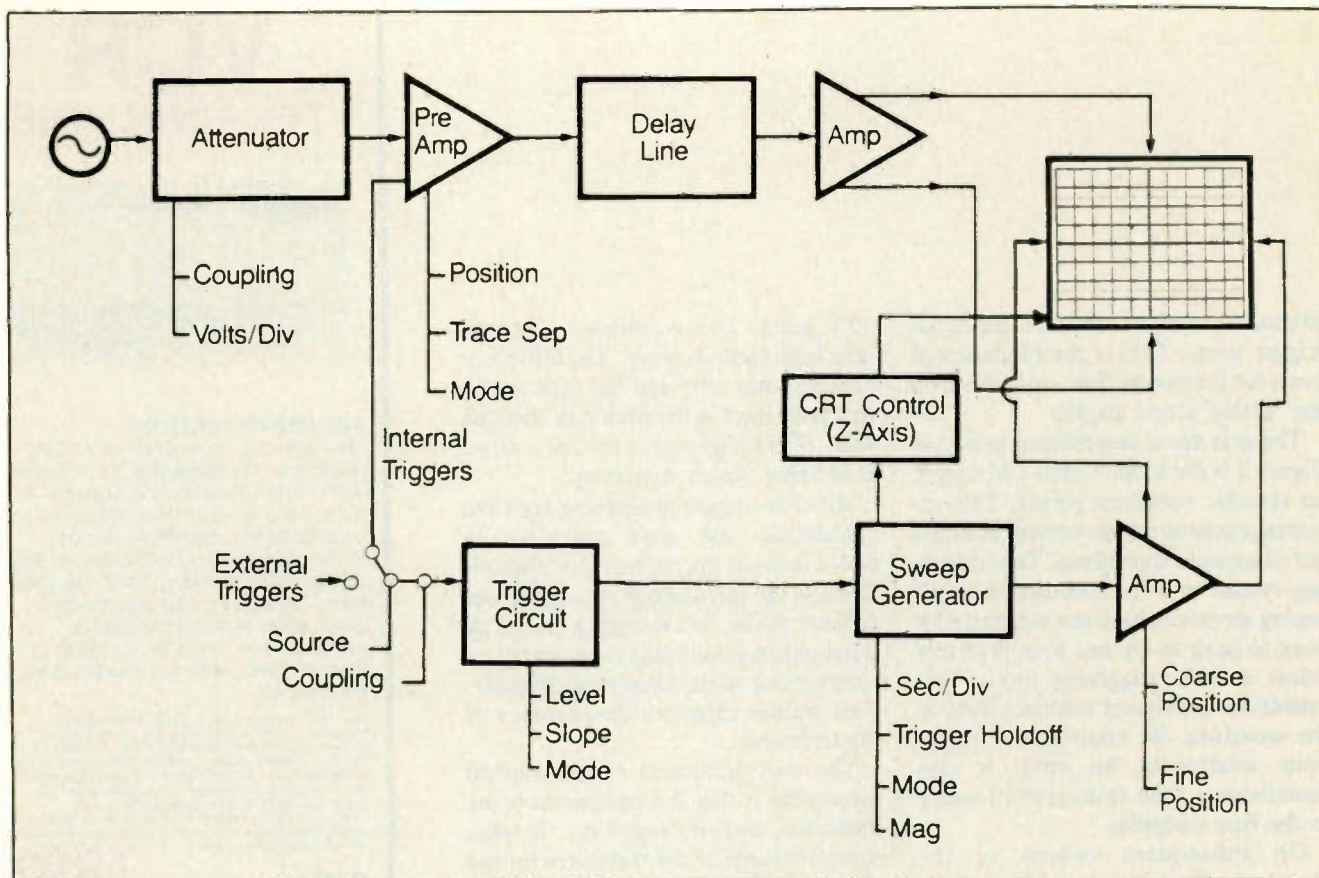 Attenuator
Pre
Amp
Delay
Line
Amp
Coupling
Volts/Div
Position
Trace Sep
Mode
Internal
Triggers
CRT Control
(Z-Axis)
External
Triggers
Source
Coupling
Trigger
Circuit
Sweep
Generator
Amp
Level
Slope
Mode
Sec/Div
Trigger Holdoff
Mode
Mag
Coarse
Position
Fine
Position